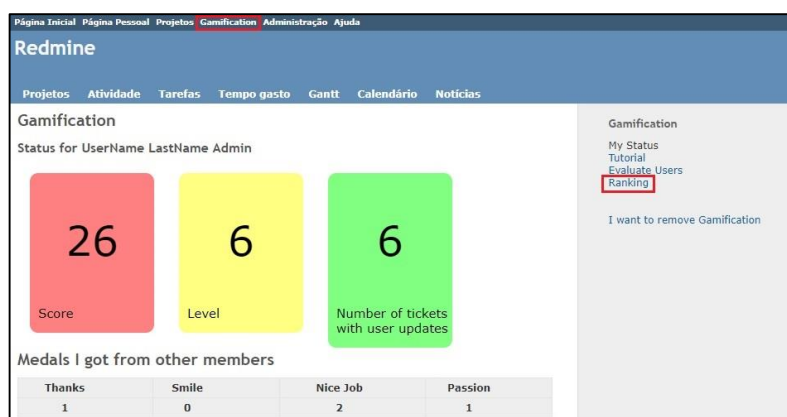 Página Inicial Página Pessoal Projetos Gamification Administração Ajuda
Redmine
Projetos Atividade Tarefas Tempo gasto Gantt Calendário Notícias
Gamification
Status for UserName LastName Admin
26
Score
6
Level
6
Number of tickets
with user updates
Medals I got from other members
Thanks Smile Nice Job Passion
1 0 2 1
Gamification
My Status
Tutorial
Evaluate Users
Ranking
I want to remove Gamification